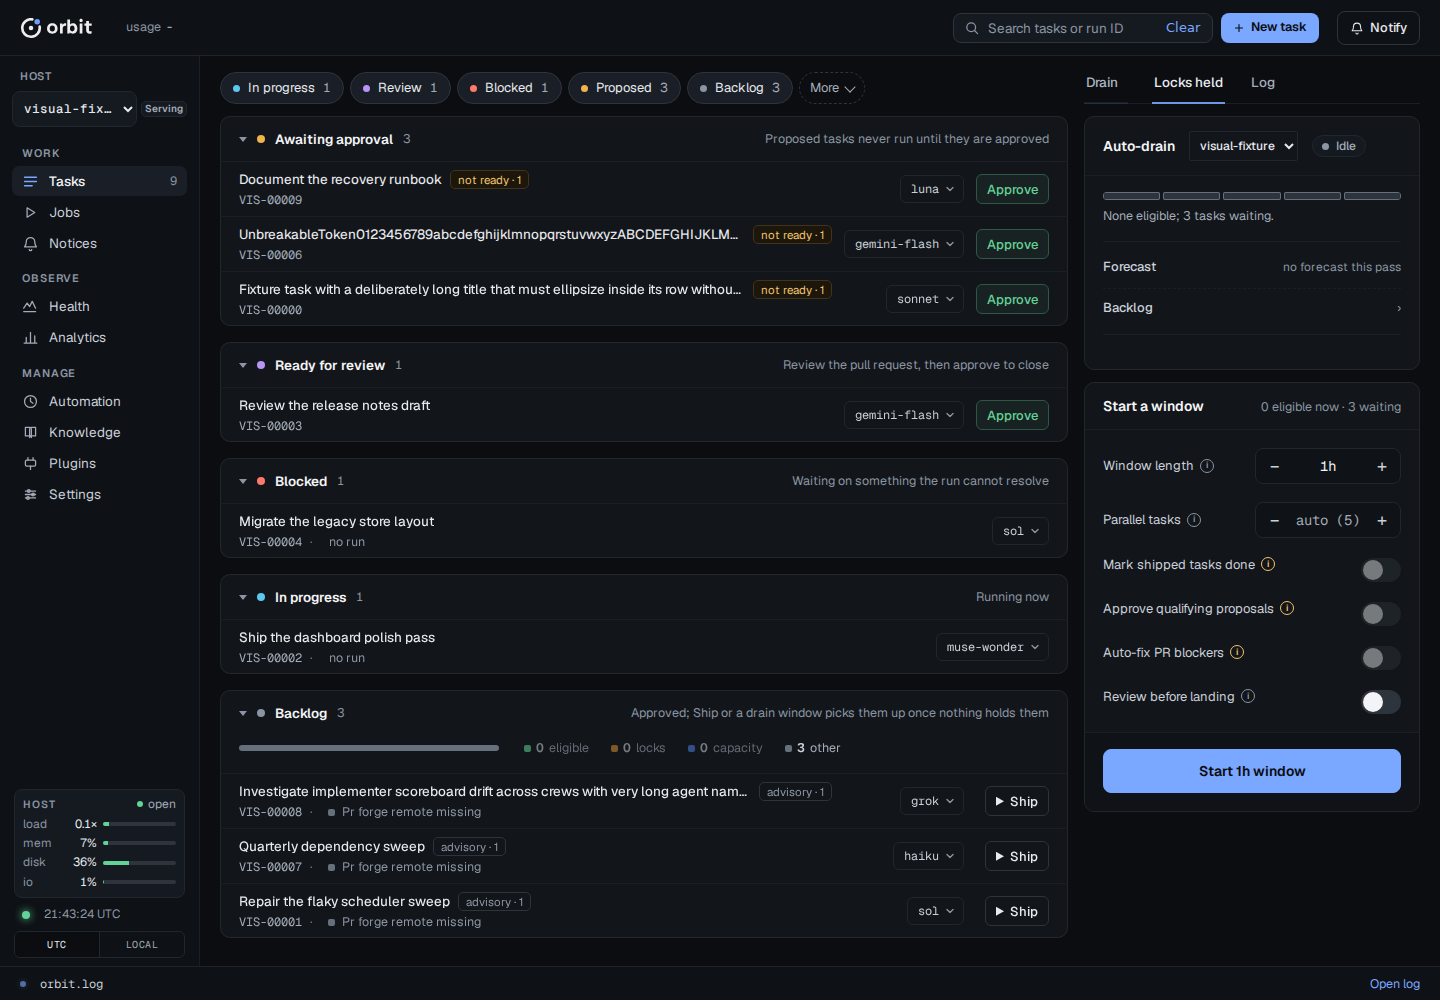 orbit
usage –
Search tasks or run ID
Clear
+ New task
Notify
HOST
visual-fix…
Serving
WORK
Tasks 9
Jobs
Notices
OBSERVE
Health
Analytics
MANAGE
Automation
Knowledge
Plugins
Settings
HOST open
load 0.1×
mem 7%
disk 36%
io 1%
21:43:24 UTC
UTC LOCAL
In progress 1
Review 1
Blocked 1
Proposed 3
Backlog 3
More
Awaiting approval 3
Proposed tasks never run until they are approved
Document the recovery runbook not ready · 1
VIS-00009
luna
Approve
UnbreakableToken0123456789abcdefghijklmnopqrstuvwxyzABCDEFGHIJKLM… not ready · 1
VIS-00006
gemini-flash
Approve
Fixture task with a deliberately long title that must ellipsize inside its row withou… not ready · 1
VIS-00000
sonnet
Approve
Ready for review 1
Review the pull request, then approve to close
Review the release notes draft
VIS-00003
gemini-flash
Approve
Blocked 1
Waiting on something the run cannot resolve
Migrate the legacy store layout
VIS-00004 · no run
sol
In progress 1
Running now
Ship the dashboard polish pass
VIS-00002 · no run
muse-wonder
Backlog 3
Approved; Ship or a drain window picks them up once nothing holds them
0 eligible 0 locks 0 capacity 3 other
Investigate implementer scoreboard drift across crews with very long agent nam… advisory · 1
VIS-00008 · Pr forge remote missing
grok
Ship
Quarterly dependency sweep advisory · 1
VIS-00007 · Pr forge remote missing
haiku
Ship
Repair the flaky scheduler sweep advisory · 1
VIS-00001 · Pr forge remote missing
sol
Ship
Drain
Locks held
Log
Auto-drain
visual-fixture
Idle
None eligible; 3 tasks waiting.
Forecast no forecast this pass
Backlog ›
Start a window 0 eligible now · 3 waiting
Window length − 1h +
Parallel tasks − auto (5) +
Mark shipped tasks done
Approve qualifying proposals
Auto-fix PR blockers
Review before landing
Start 1h window
orbit.log
Open log